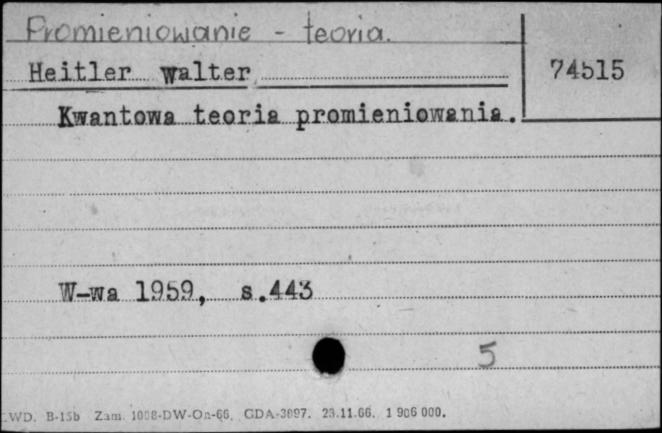 Promieniowanie - teoria.
Heitler Walter
74515
Kwantowa teoria promieniowania.
W-wa 1959, s.443
5
WD. B-15b Zam. 1008-DW-On-66. GDA-3897. 23.11.66. 1 906 000.